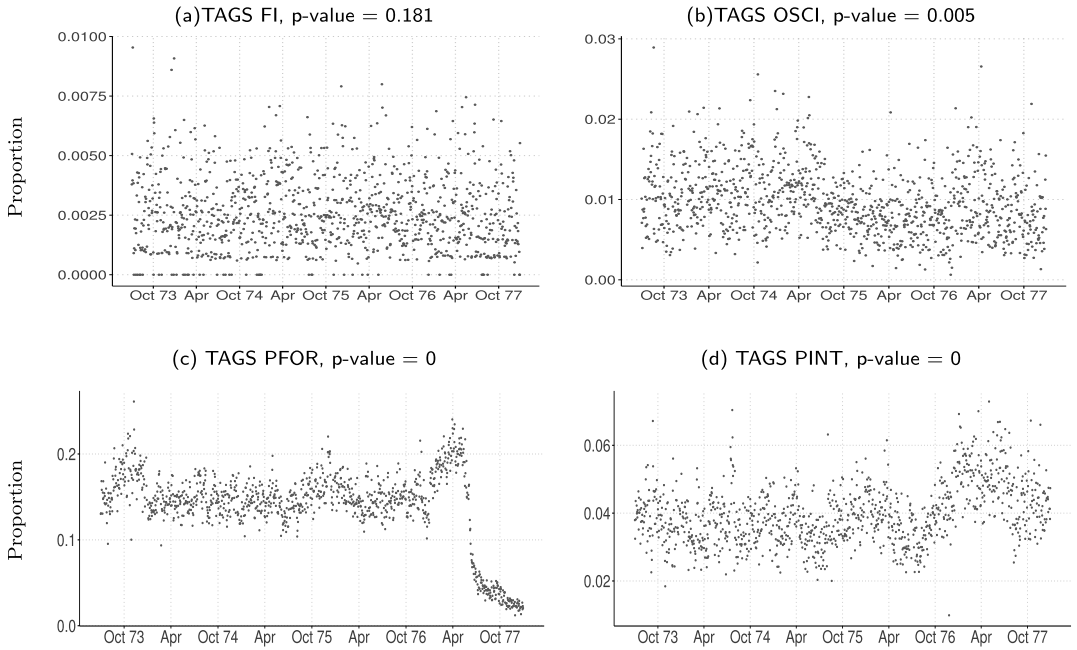 (a)TAGS FI, p-value = 0.181
(b)TAGS OSCI, p-value = 0.005
Proportion
0.0100
0.0075
0.0050
0.0025
0.0000
Oct 73 Apr Oct 74 Apr Oct 75 Apr Oct 76 Apr Oct 77
0.03
0.02
0.01
0.00
Oct 73 Apr Oct 74 Apr Oct 75 Apr Oct 76 Apr Oct 77
(c) TAGS PFOR, p-value = 0
(d) TAGS PINT, p-value = 0
Proportion
0.2
0.1
0.0
Oct 73 Apr Oct 74 Apr Oct 75 Apr Oct 76 Apr Oct 77
0.06
0.04
0.02
Oct 73 Apr Oct 74 Apr Oct 75 Apr Oct 76 Apr Oct 77